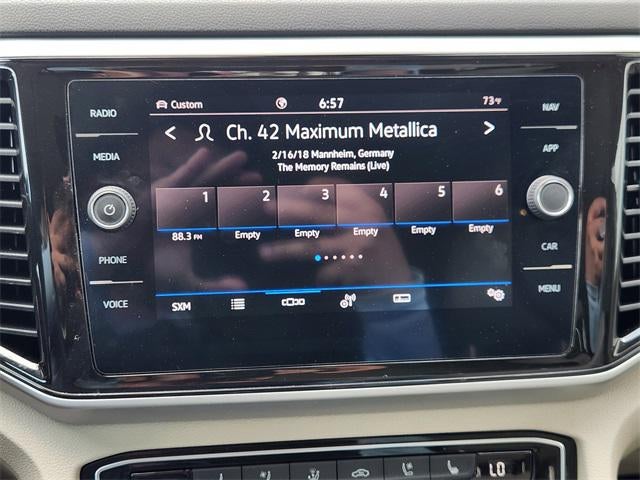 RADIO
MEDIA
PHONE
VOICE
Custom
6:57
73°F
< Ch. 42 Maximum Metallica >
2/16/18 Mannheim, Germany
The Memory Remains (Live)
1 2 3 4 5 6
88.3 FM Empty Empty Empty Empty Empty
SXM
NAV
APP
CAR
MENU
LO